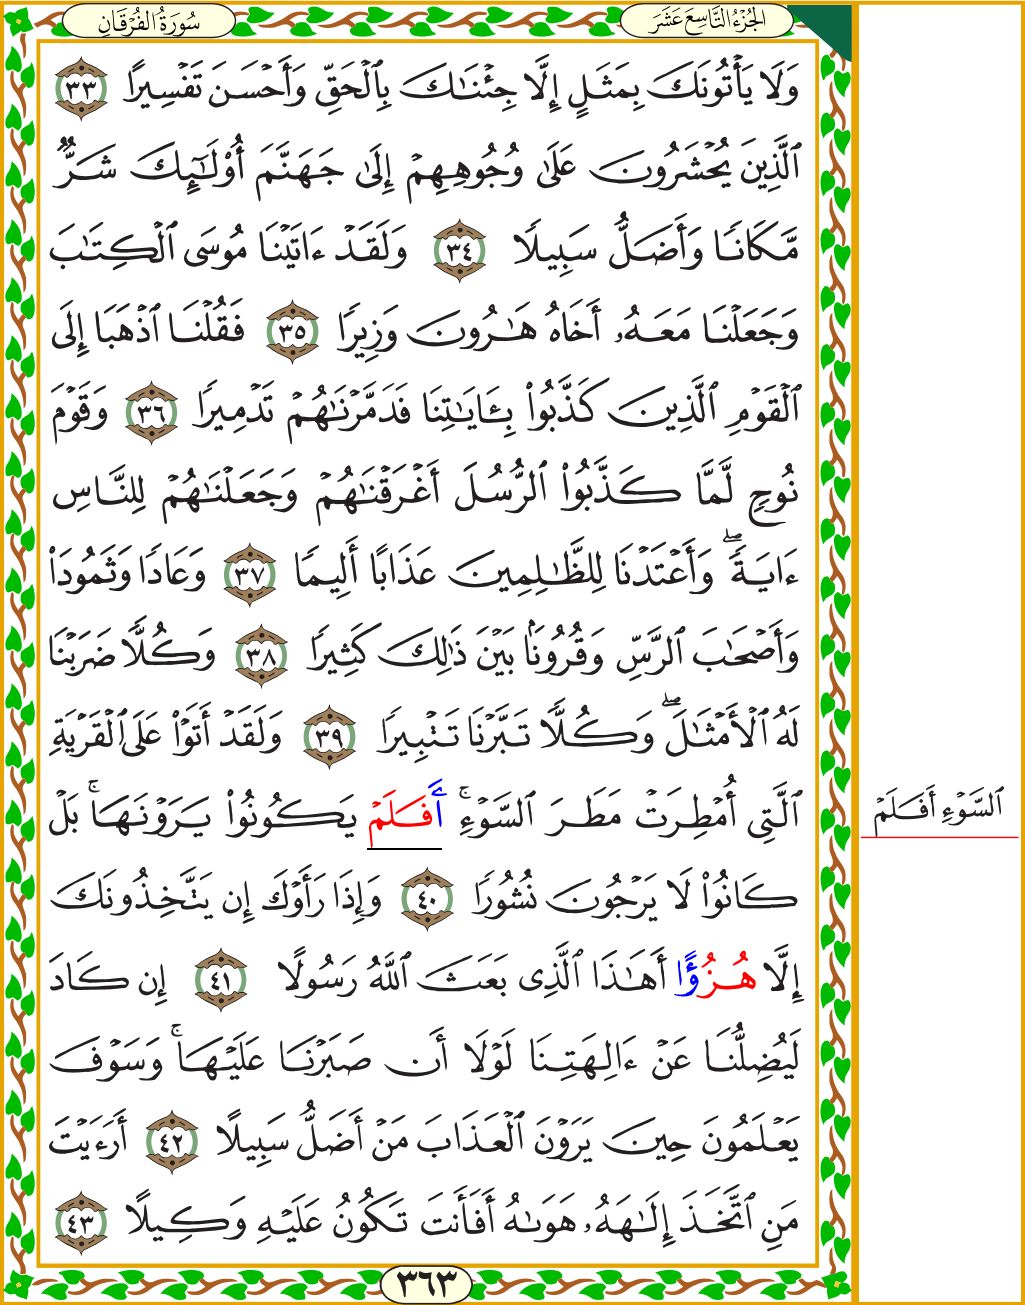 سُورَةُ الفُرْقَانِ
الجُزْءُ التَّاسِعَ عَشَرَ
وَلَا يَأۡتُونَكَ بِمَثَلٍ إِلَّا جِئۡنَٰكَ بِٱلۡحَقِّ وَأَحۡسَنَ تَفۡسِيرًا ٣٣
ٱلَّذِينَ يُحۡشَرُونَ عَلَىٰ وُجُوهِهِمۡ إِلَىٰ جَهَنَّمَ أُوْلَٰٓئِكَ شَرّٞ
مَّكَانٗا وَأَضَلُّ سَبِيلٗا ٣٤ وَلَقَدۡ ءَاتَيۡنَا مُوسَى ٱلۡكِتَٰبَ
وَجَعَلۡنَا مَعَهُۥ أَخَاهُ هَٰرُونَ وَزِيرٗا ٣٥ فَقُلۡنَا ٱذۡهَبَا إِلَى
ٱلۡقَوۡمِ ٱلَّذِينَ كَذَّبُواْ بِـَٔايَٰتِنَا فَدَمَّرۡنَٰهُمۡ تَدۡمِيرٗا ٣٦ وَقَوۡمَ
نُوحٖ لَّمَّا كَذَّبُواْ ٱلرُّسُلَ أَغۡرَقۡنَٰهُمۡ وَجَعَلۡنَٰهُمۡ لِلنَّاسِ
ءَايَةٗۖ وَأَعۡتَدۡنَا لِلظَّٰلِمِينَ عَذَابًا أَلِيمٗا ٣٧ وَعَادٗا وَثَمُودَاْ
وَأَصۡحَٰبَ ٱلرَّسِّ وَقُرُونَۢا بَيۡنَ ذَٰلِكَ كَثِيرٗا ٣٨ وَكُلّٗا ضَرَبۡنَا
لَهُ ٱلۡأَمۡثَٰلَۖ وَكُلّٗا تَبَّرۡنَا تَتۡبِيرٗا ٣٩ وَلَقَدۡ أَتَوۡاْ عَلَى ٱلۡقَرۡيَةِ
ٱلَّتِيٓ أُمۡطِرَتۡ مَطَرَ ٱلسَّوۡءِۚ أَفَلَمۡ يَكُونُواْ يَرَوۡنَهَاۚ بَلۡ
ٱلسَّوۡءِ أَفَلَمۡ
كَانُواْ لَا يَرۡجُونَ نُشُورٗا ٤٠ وَإِذَا رَأَوۡكَ إِن يَتَّخِذُونَكَ
إِلَّا هُزُؤًا أَهَٰذَا ٱلَّذِي بَعَثَ ٱللَّهُ رَسُولًا ٤١ إِن كَادَ
لَيُضِلُّنَا عَنۡ ءَالِهَتِنَا لَوۡلَا أَن صَبَرۡنَا عَلَيۡهَاۚ وَسَوۡفَ
يَعۡلَمُونَ حِينَ يَرَوۡنَ ٱلۡعَذَابَ مَنۡ أَضَلُّ سَبِيلًا ٤٢ أَرَءَيۡتَ
مَنِ ٱتَّخَذَ إِلَٰهَهُۥ هَوَىٰهُ أَفَأَنتَ تَكُونُ عَلَيۡهِ وَكِيلًا ٤٣
٣٦٣